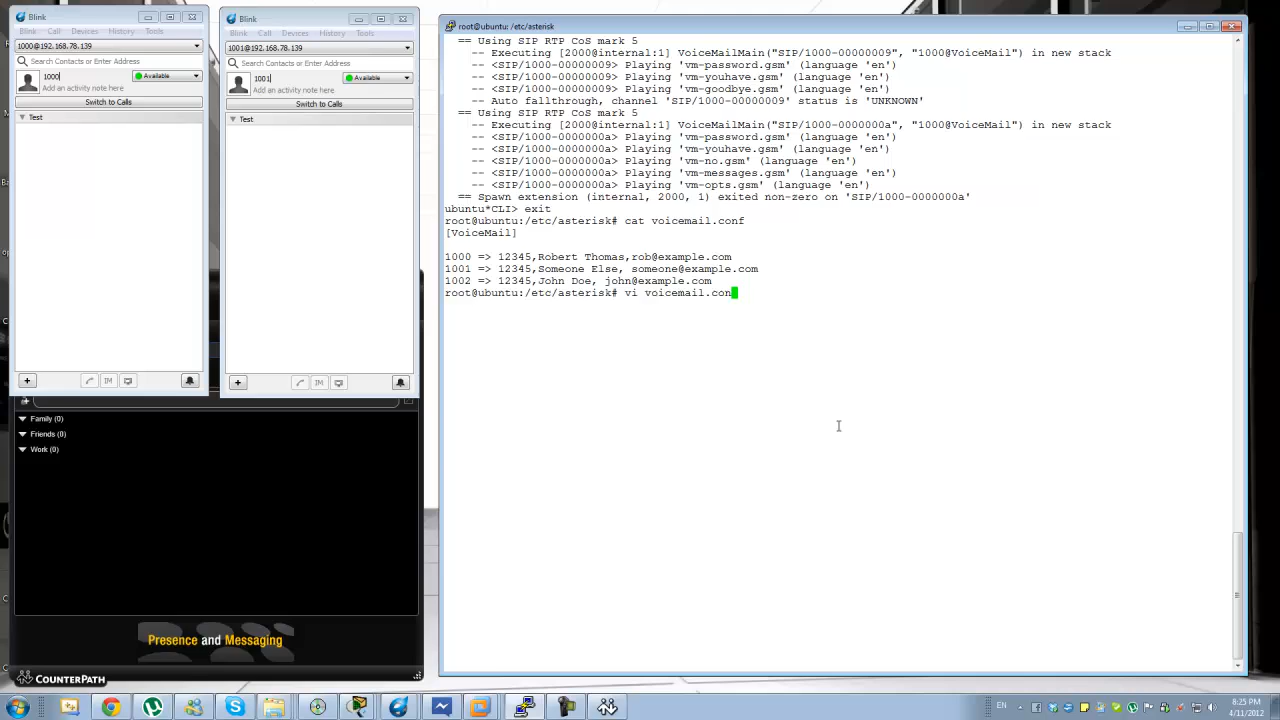 Blink
Blink Call Devices History Tools
1000@192.168.78.139
Search Contacts or Enter Address
1000
Available
Add an activity note here
Switch to Calls
Test
IM
Blink
Blink Call Devices History Tools
1001@192.168.78.139
Search Contacts or Enter Address
1001
Available
Add an activity note here
Switch to Calls
Test
IM
Family (0)
Friends (0)
Work (0)
Presence and Messaging
COUNTERPATH
root@ubuntu: /etc/asterisk
== Using SIP RTP CoS mark 5
-- Executing [2000@internal:1] VoiceMailMain("SIP/1000-00000009", "1000@VoiceMail") in new stack
-- <SIP/1000-00000009> Playing 'vm-password.gsm' (language 'en')
-- <SIP/1000-00000009> Playing 'vm-youhave.gsm' (language 'en')
-- <SIP/1000-00000009> Playing 'vm-goodbye.gsm' (language 'en')
-- Auto fallthrough, channel 'SIP/1000-00000009' status is 'UNKNOWN'
== Using SIP RTP CoS mark 5
-- Executing [2000@internal:1] VoiceMailMain("SIP/1000-0000000a", "1000@VoiceMail") in new stack
-- <SIP/1000-0000000a> Playing 'vm-password.gsm' (language 'en')
-- <SIP/1000-0000000a> Playing 'vm-youhave.gsm' (language 'en')
-- <SIP/1000-0000000a> Playing 'vm-no.gsm' (language 'en')
-- <SIP/1000-0000000a> Playing 'vm-messages.gsm' (language 'en')
-- <SIP/1000-0000000a> Playing 'vm-opts.gsm' (language 'en')
== Spawn extension (internal, 2000, 1) exited non-zero on 'SIP/1000-0000000a'
ubuntu*CLI> exit
root@ubuntu:/etc/asterisk# cat voicemail.conf
[VoiceMail]
1000 => 12345,Robert Thomas,rob@example.com
1001 => 12345,Someone Else, someone@example.com
1002 => 12345,John Doe, john@example.com
root@ubuntu:/etc/asterisk# vi voicemail.con
EN
8:25 PM
4/11/2012